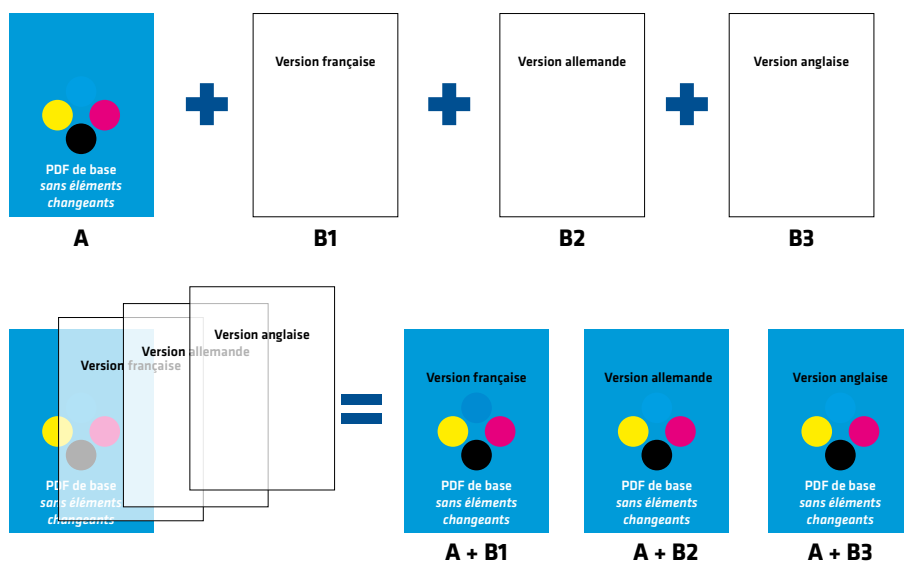 Version française
Version allemande
Version anglaise
PDF de base
sans éléments
changeants
A
B1
B2
B3
Version anglaise
Version allemande
Version française
PDF de base
sans éléments
changeants
Version française
Version allemande
Version anglaise
PDF de base
sans éléments
changeants
PDF de base
sans éléments
changeants
PDF de base
sans éléments
changeants
A + B1
A + B2
A + B3